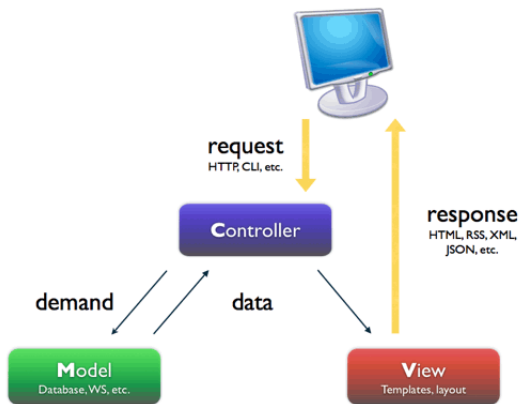 request
HTTP, CLI, etc.
Controller
response
HTML, RSS, XML,
JSON, etc.
demand
data
Model
Database, WS, etc.
View
Templates, layout